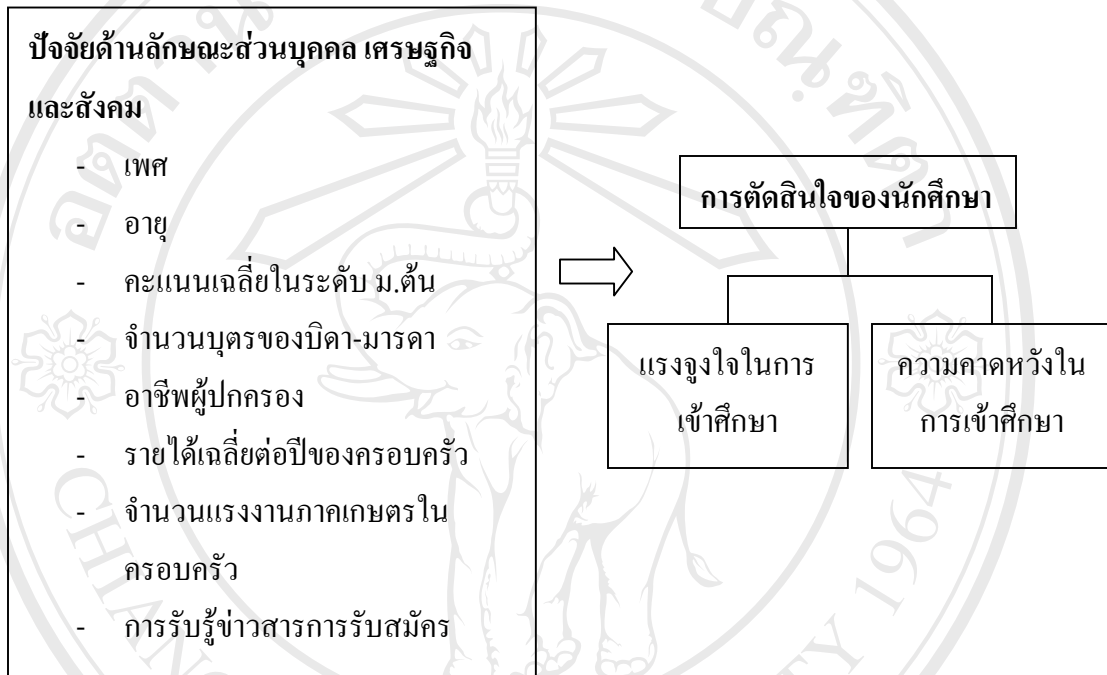 ปัจจัยด้านลักษณะส่วนบุคคล เศรษฐกิจ
และสังคม
- เพศ
- อายุ
- คะแนนเฉลี่ยในระดับ ม.ต้น
- จำนวนบุตรของบิดา-มารดา
- อาชีพผู้ปกครอง
- รายได้เฉลี่ยต่อปีของครอบครัว
- จำนวนแรงงานภาคเกษตรใน
ครอบครัว
- การรับรู้ข่าวสารการรับสมัคร
การตัดสินใจของนักศึกษา
แรงจูงใจในการ
เข้าศึกษา
ความคาดหวังใน
การเข้าศึกษา
1964